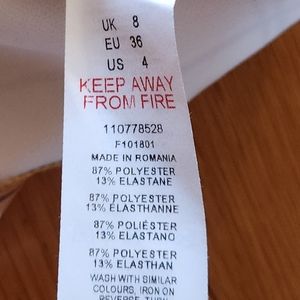 UK 8
EU 36
US 4
KEEP AWAY
FROM FIRE
110778528
F101801
MADE IN ROMANIA
87% POLYESTER
13% ELASTANE
87% POLYESTER
13% ELASTHANNE
87% POLIÉSTER
13% ELASTANO
87% POLYESTER
13% ELASTHAN
WASH WITH SIMILAR
COLOURS, IRON ON
REVERSE